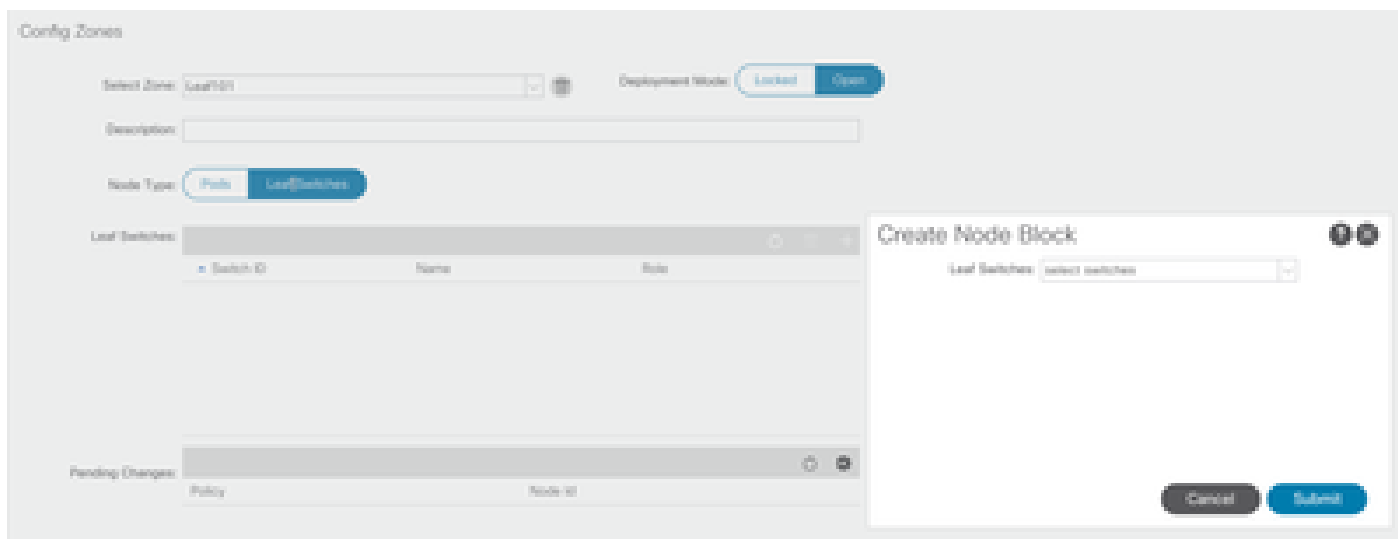 Config Zones
Select Zone: Leaf101
Deployment Mode: Locked Open
Description:
Node Type: Pods Leaf Switches
Leaf Switches:
Switch ID Name Role
Create Node Block
Leaf Switches: select switches
Pending Changes:
Policy Node Id
Cancel Submit